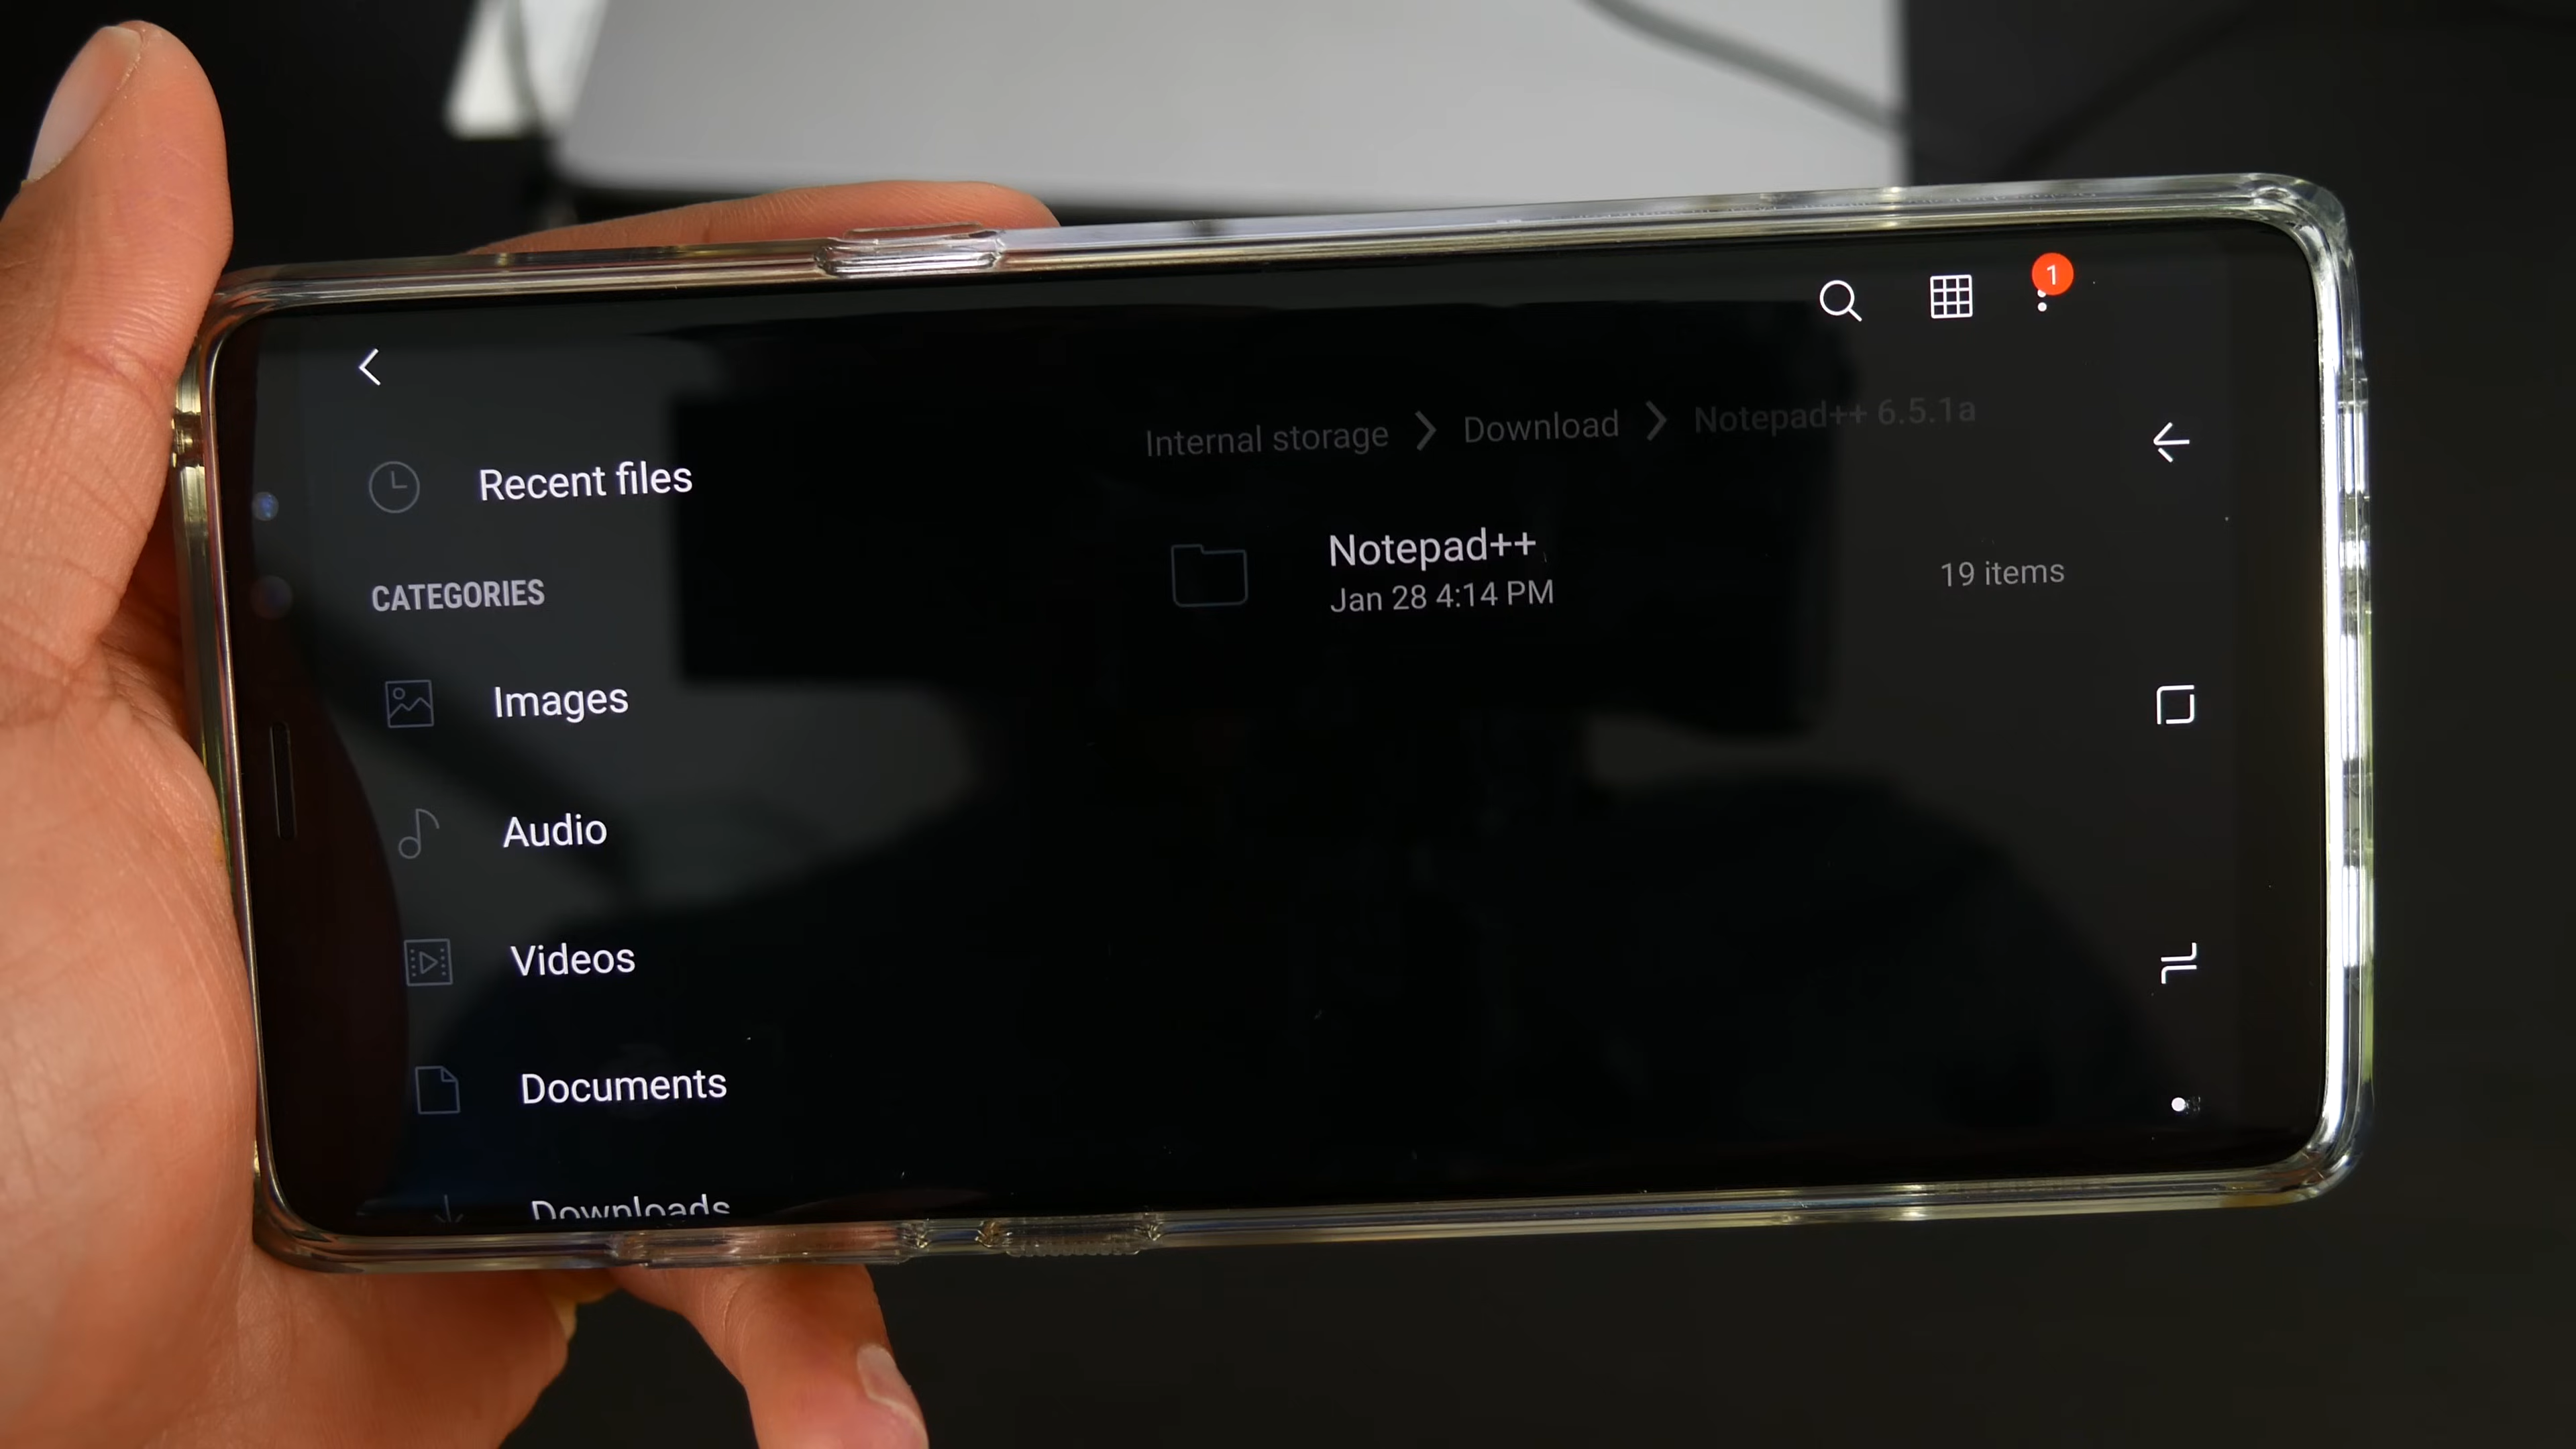 1
Internal storage > Download > Notepad++ 6.5.1a
Recent files
CATEGORIES
Images
Audio
Videos
Documents
Downloads
Notepad++
Jan 28 4:14 PM
19 items